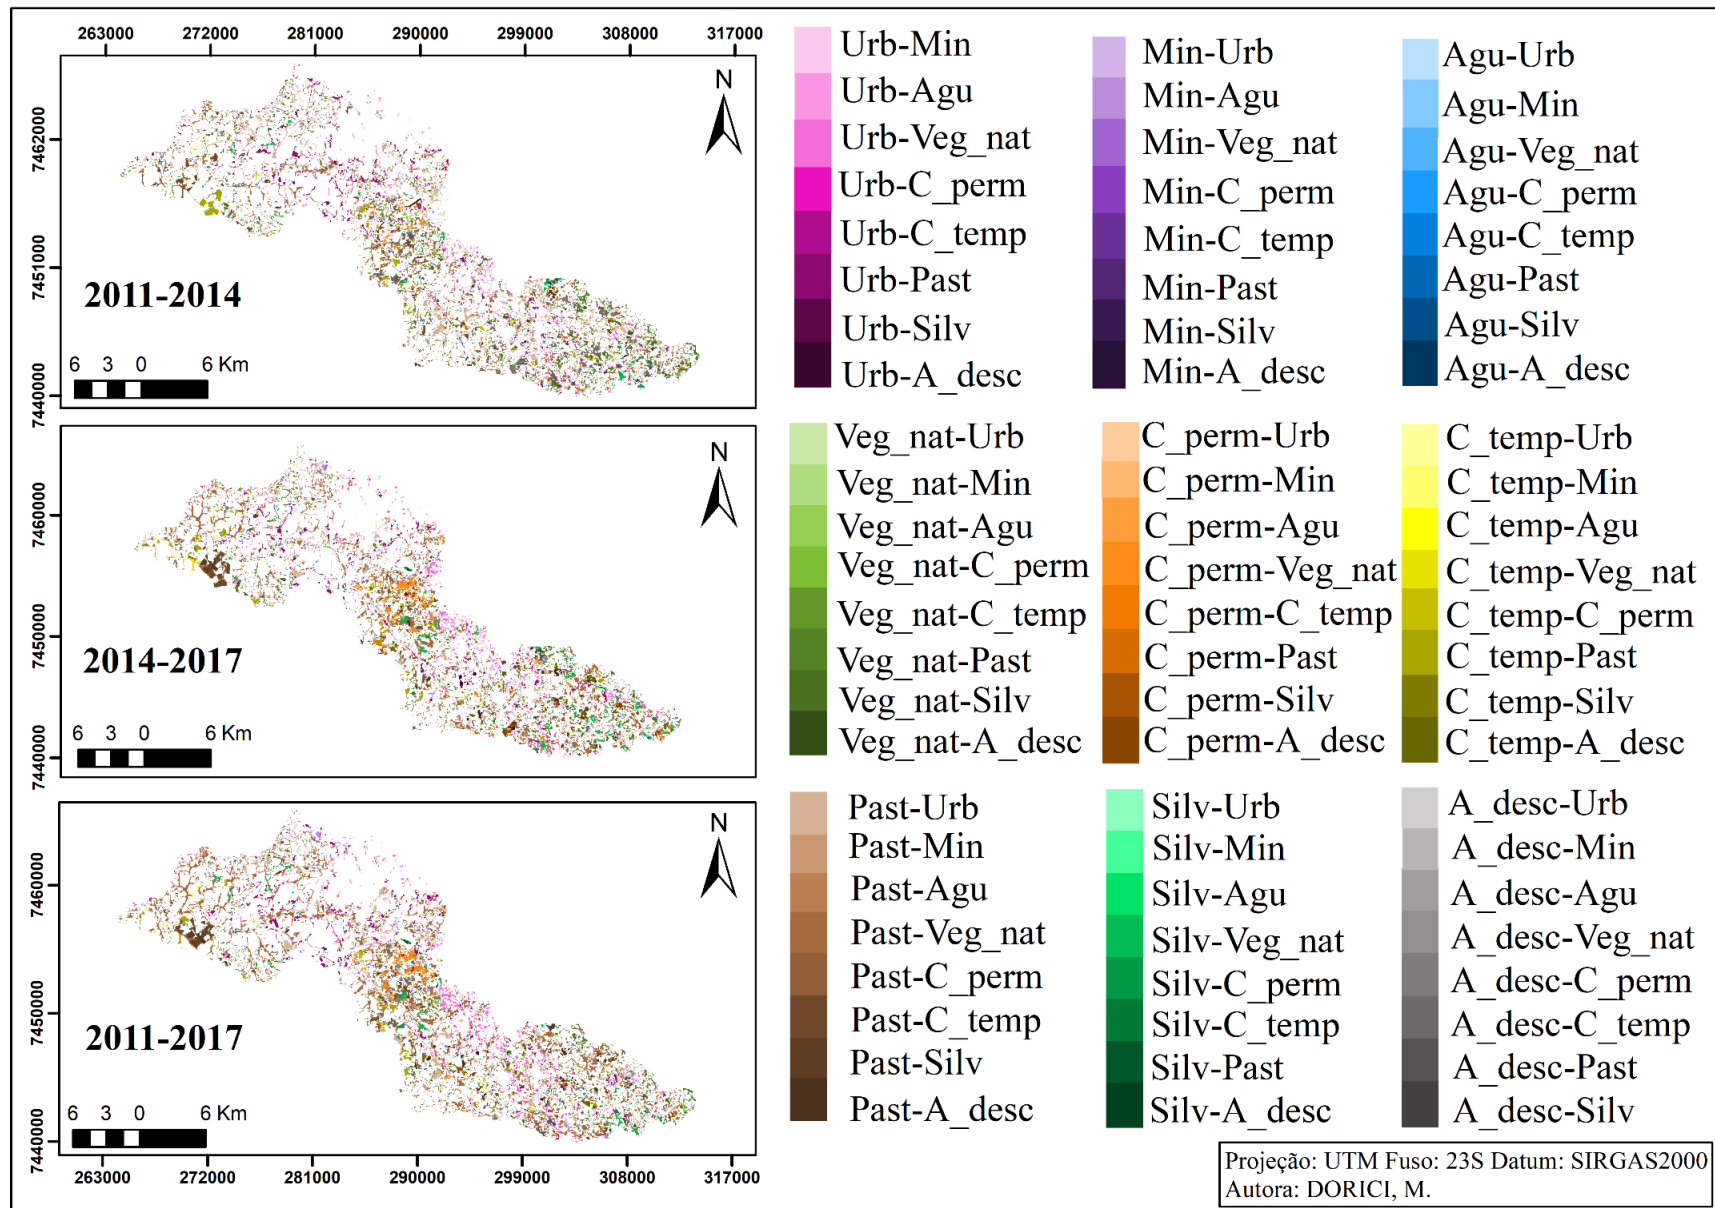 263000 272000 281000 290000 299000 308000 317000
N
7462000
7451000
7440000
2011-2014
6 3 0 6 Km
N
7460000
7450000
7440000
2014-2017
6 3 0 6 Km
N
7460000
7450000
7440000
2011-2017
6 3 0 6 Km
263000 272000 281000 290000 299000 308000 317000
Urb-Min
Urb-Agu
Urb-Veg_nat
Urb-C_perm
Urb-C_temp
Urb-Past
Urb-Silv
Urb-A_desc
Min-Urb
Min-Agu
Min-Veg_nat
Min-C_perm
Min-C_temp
Min-Past
Min-Silv
Min-A_desc
Agu-Urb
Agu-Min
Agu-Veg_nat
Agu-C_perm
Agu-C_temp
Agu-Past
Agu-Silv
Agu-A_desc
Veg_nat-Urb
Veg_nat-Min
Veg_nat-Agu
Veg_nat-C_perm
Veg_nat-C_temp
Veg_nat-Past
Veg_nat-Silv
Veg_nat-A_desc
C_perm-Urb
C_perm-Min
C_perm-Agu
C_perm-Veg_nat
C_perm-C_temp
C_perm-Past
C_perm-Silv
C_perm-A_desc
C_temp-Urb
C_temp-Min
C_temp-Agu
C_temp-Veg_nat
C_temp-C_perm
C_temp-Past
C_temp-Silv
C_temp-A_desc
Past-Urb
Past-Min
Past-Agu
Past-Veg_nat
Past-C_perm
Past-C_temp
Past-Silv
Past-A_desc
Silv-Urb
Silv-Min
Silv-Agu
Silv-Veg_nat
Silv-C_perm
Silv-C_temp
Silv-Past
Silv-A_desc
A_desc-Urb
A_desc-Min
A_desc-Agu
A_desc-Veg_nat
A_desc-C_perm
A_desc-C_temp
A_desc-Past
A_desc-Silv
Projeção: UTM Fuso: 23S Datum: SIRGAS2000
Autora: DORICI, M.